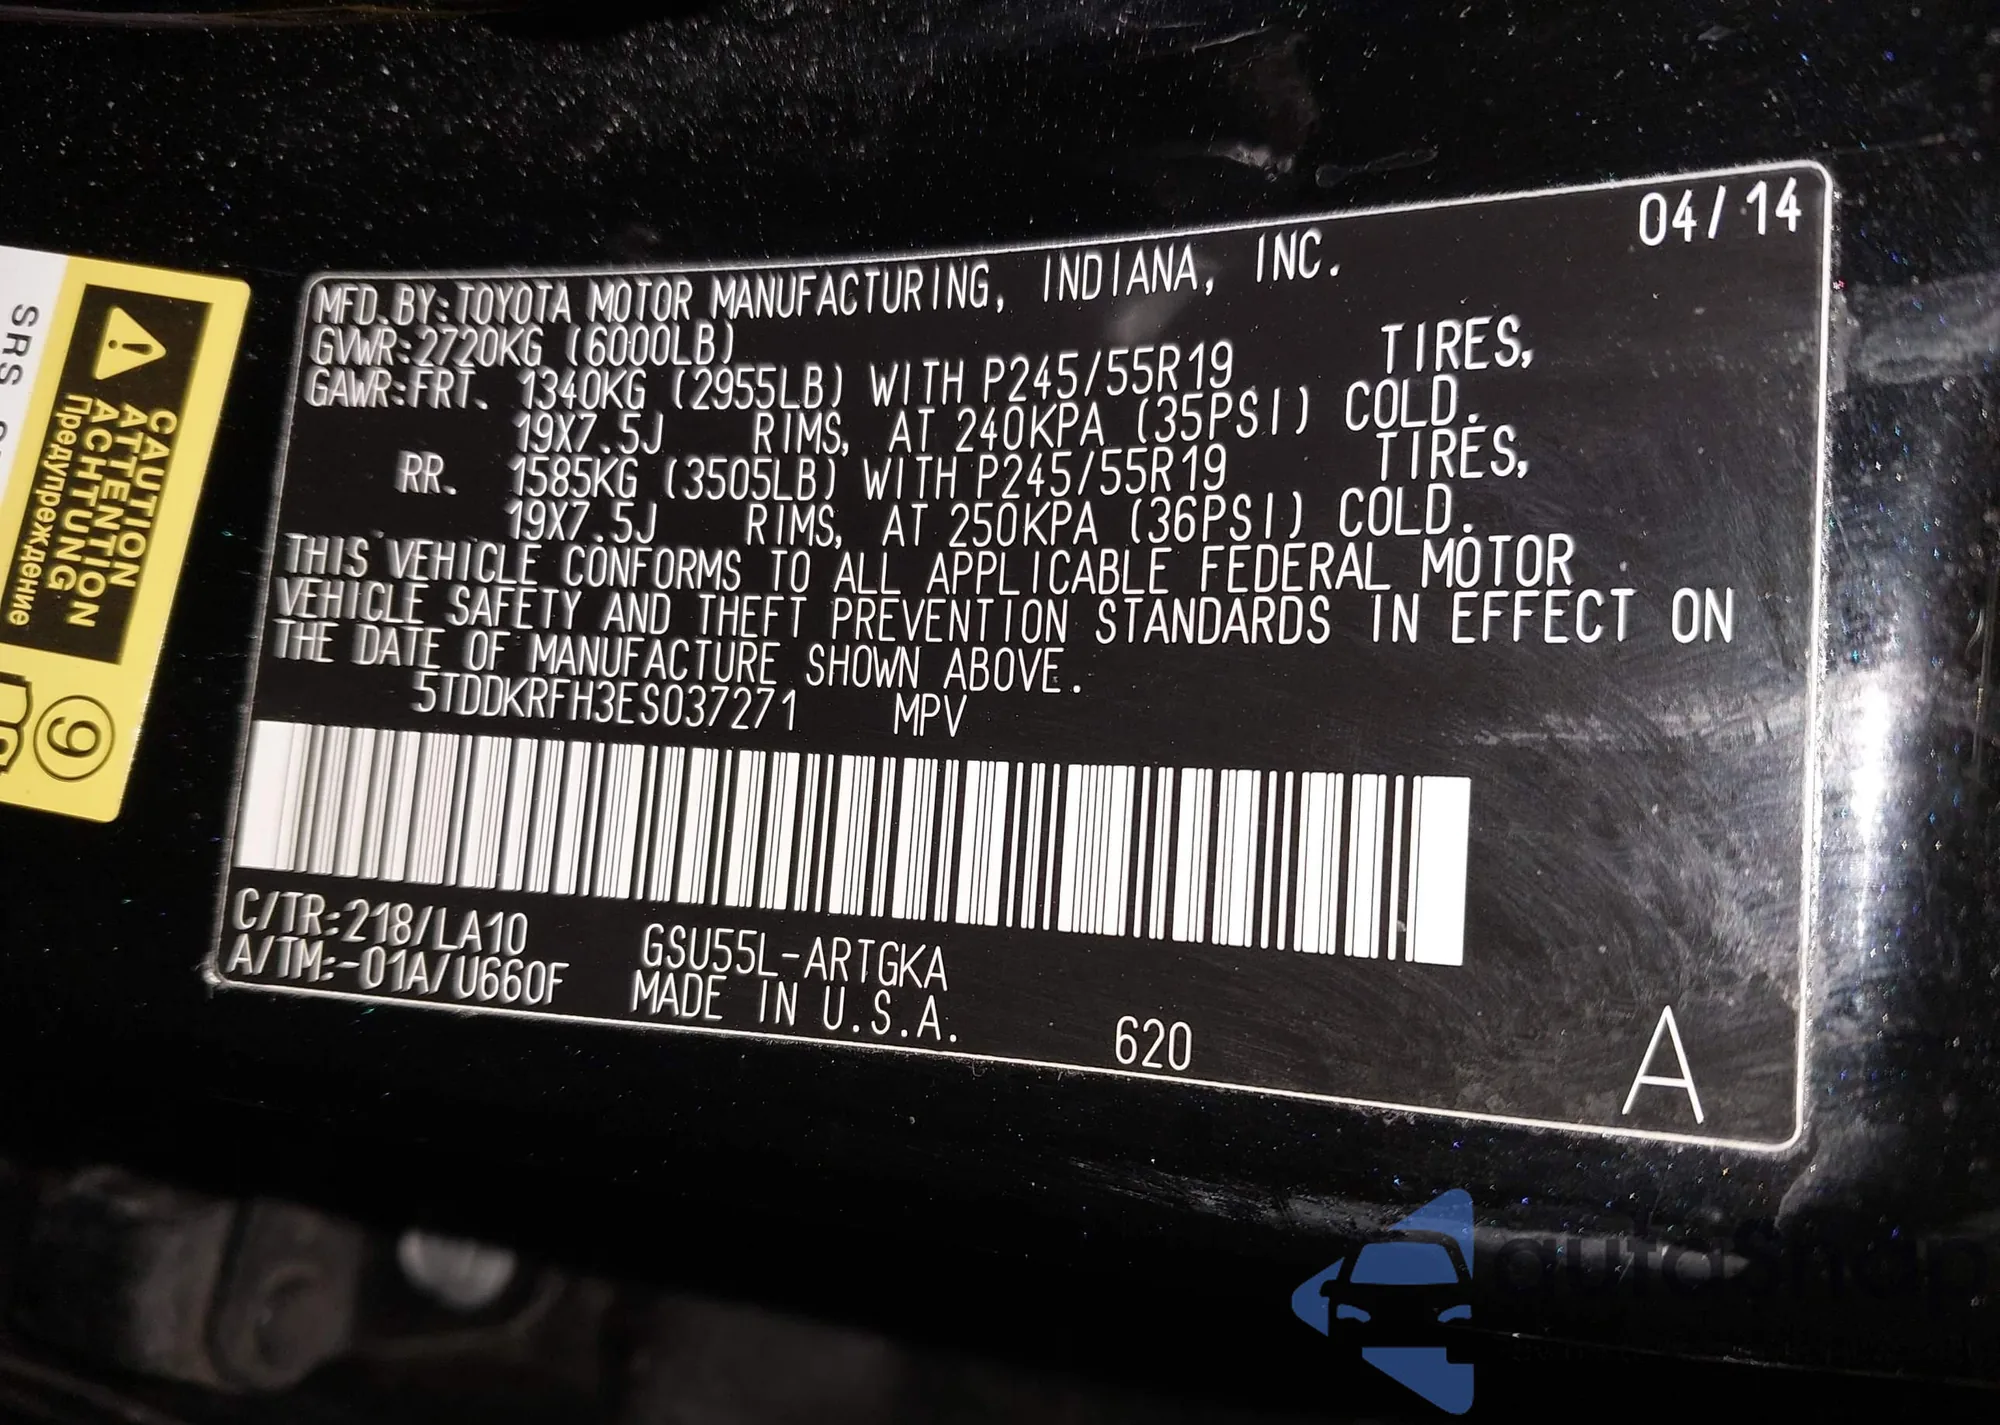 04/14
MFD.BY:TOYOTA MOTOR MANUFACTURING, INDIANA, INC.
GVWR:2720KG (6000LB)
GAWR:FRT. 1340KG (2955LB) WITH P245/55R19 TIRES,
19X7.5J RIMS, AT 240KPA (35PSI) COLD.
RR. 1585KG (3505LB) WITH P245/55R19 TIRES,
19X7.5J RIMS, AT 250KPA (36PSI) COLD.
THIS VEHICLE CONFORMS TO ALL APPLICABLE FEDERAL MOTOR
VEHICLE SAFETY AND THEFT PREVENTION STANDARDS IN EFFECT ON
THE DATE OF MANUFACTURE SHOWN ABOVE.
5TDDKRFH3ES037271 MPV
C/TR:218/LA10 GSU55L-ARTGKA
A/TM:-01A/U660F MADE IN U.S.A.
620
A
CAUTION
ATTENTION
ACHTUNG
Предупреждение
9
SRS
autoshop